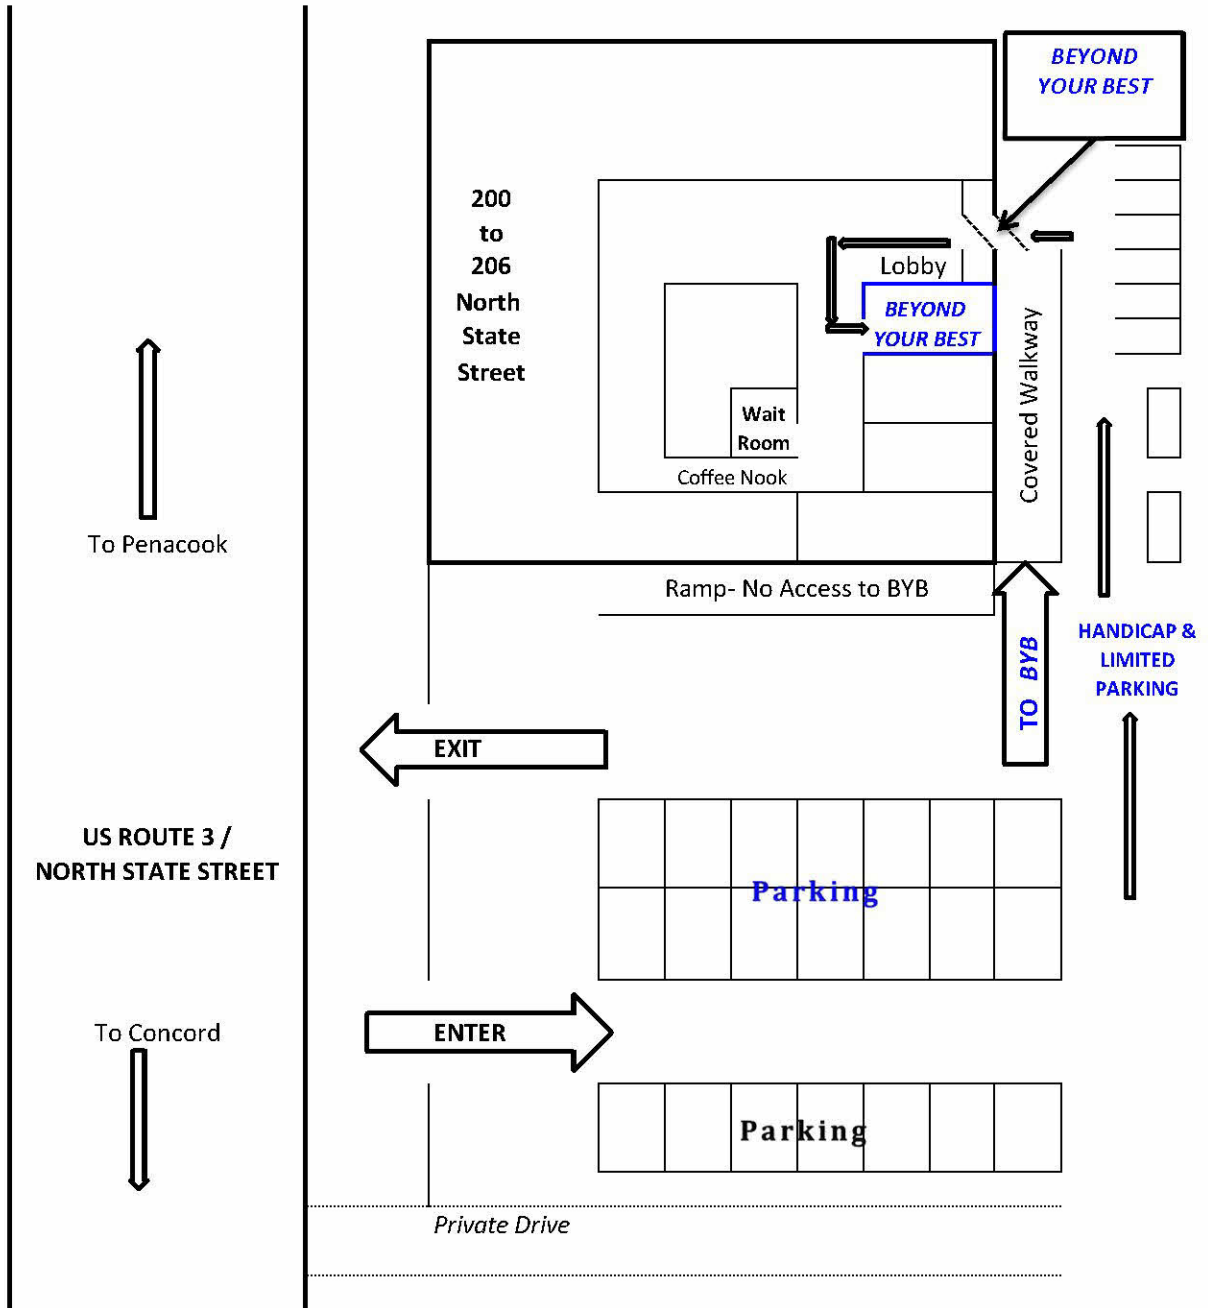 BEYOND
YOUR BEST
200
to
206
North
State
Street
Lobby
BEYOND
YOUR BEST
Covered Walkway
Wait
Room
Coffee Nook
To Penacook
Ramp- No Access to BYB
HANDICAP &
LIMITED
PARKING
TO BYB
EXIT
US ROUTE 3 /
NORTH STATE STREET
Parking
To Concord
ENTER
Parking
Private Drive